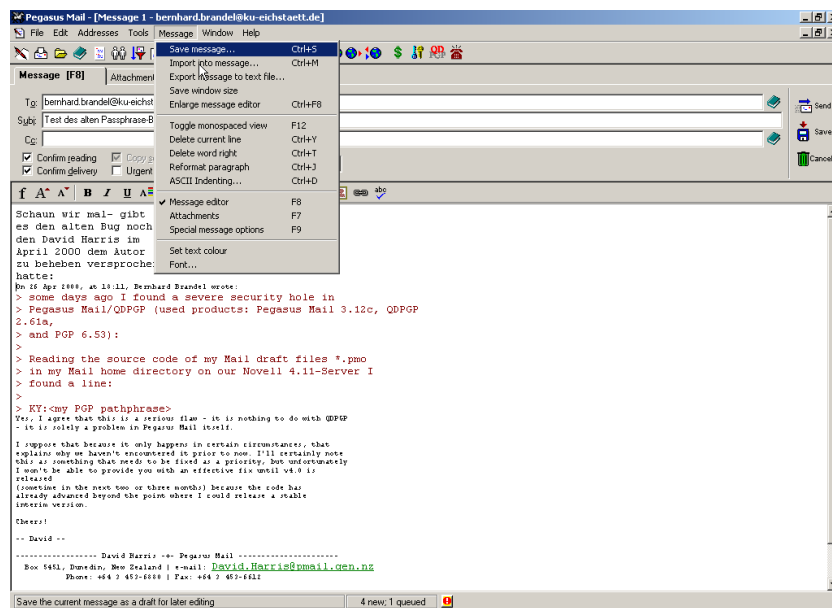 Pegasus Mail - [Message 1 - bernhard.brandel@ku-eichstaett.de]
File Edit Addresses Tools Message Window Help
Message [F8]
Attachment
To: bernhard.brandel@ku-eichst
Subj: Test des alten Passphrase-B
Cc:
Confirm reading
Copy s
Confirm delivery
Urgent
Send
Save
Cancel
Save message... Ctrl+S
Import into message... Ctrl+M
Export message to text file...
Save window size
Enlarge message editor Ctrl+F8
Toggle monospaced view F12
Delete current line Ctrl+Y
Delete word right Ctrl+T
Reformat paragraph Ctrl+J
ASCII Indenting... Ctrl+D
Message editor F8
Attachments F7
Special message options F9
Set text colour
Font...
Schaun wir mal- gibt
es den alten Bug noch
den David Harris im
April 2000 dem Autor
zu beheben versproche
hatte:
On 26 Apr 2000, at 18:11, Bernhard Brandel wrote:
> some days ago I found a severe security hole in
> Pegasus Mail/QDPGP (used products: Pegasus Mail 3.12c, QDPGP
2.61a,
> and PGP 6.53):
>
> Reading the source code of my Mail draft files *.pmo
> in my Mail home directory on our Novell 4.11-Server I
> found a line:
>
> KY:<my PGP pathphrase>
Yes, I agree that this is a serious flaw - it is nothing to do with QDPGP
- it is solely a problem in Pegasus Mail itself.
I suppose that because it only happens in certain circumstances, that
explains why we haven't encountered it prior to now. I'll certainly note
this as something that needs to be fixed as a priority, but unfortunately
I won't be able to provide you with an effective fix until v4.0 is
released
(sometime in the next two or three months) because the code has
already advanced beyond the point where I could release a stable
interim version.
Cheers!
-- David --
------------------ David Harris -+- Pegasus Mail ----------------------
Box 5451, Dunedin, New Zealand | e-mail: David.Harris@pmail.gen.nz
Phone: +64 3 453-6880 | Fax: +64 3 453-6612
Save the current message as a draft for later editing
4 new; 1 queued